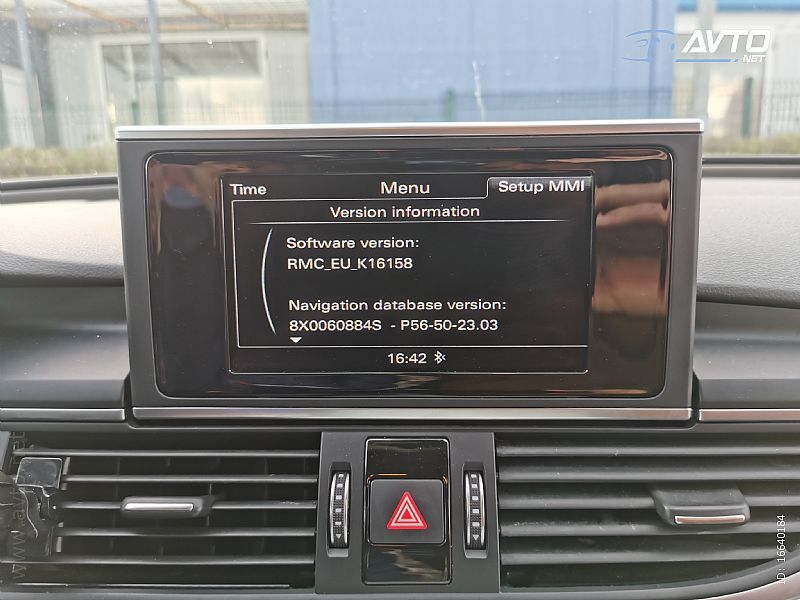 AVTO
.NET
Time Menu Setup MMI
Version information
Software version:
RMC_EU_K16158
Navigation database version:
8X0060884S - P56-50-23.03
16:42
ID: 16640184